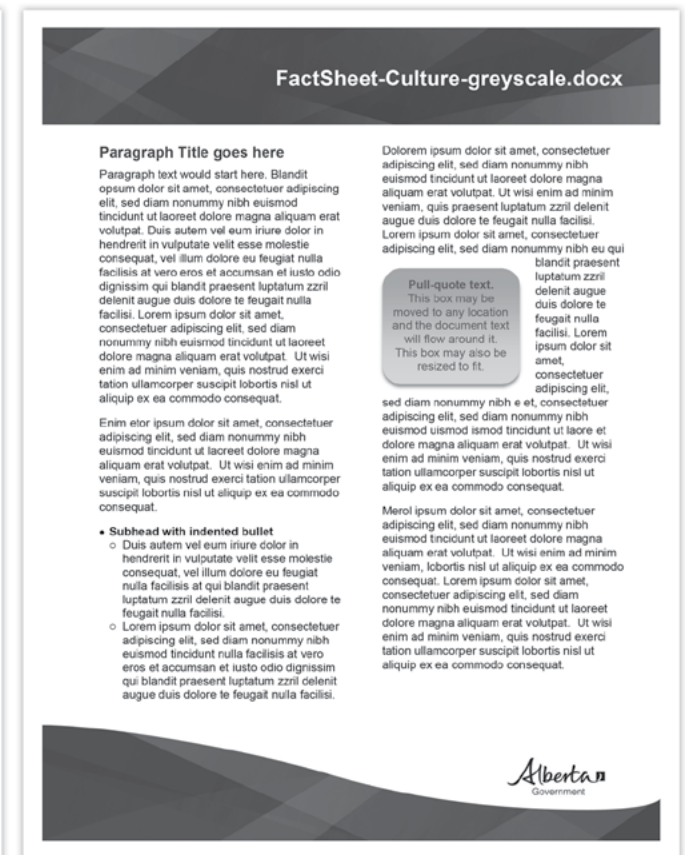 FactSheet-Culture-greyscale.docx
Paragraph Title goes here
Paragraph text would start here. Blandit
opsum dolor sit amet, consectetuer adipiscing
elit, sed diam nonummy nibh euismod
tincidunt ut laoreet dolore magna aliquam erat
volutpat. Duis autem vel eum iriure dolor in
hendrerit in vulputate velit esse molestie
consequat, vel illum dolore eu feugiat nulla
facilisis at vero eros et accumsan et iusto odio
dignissim qui blandit praesent luptatum zzril
delenit augue duis dolore te feugait nulla
facilisi. Lorem ipsum dolor sit amet,
consectetuer adipiscing elit, sed diam
nonummy nibh euismod tincidunt ut laoreet
dolore magna aliquam erat volutpat.  Ut wisi
enim ad minim veniam, quis nostrud exerci
tation ullamcorper suscipit lobortis nisl ut
aliquip ex ea commodo consequat.
Enim etor ipsum dolor sit amet, consectetuer
adipiscing elit, sed diam nonummy nibh
euismod tincidunt ut laoreet dolore magna
aliquam erat volutpat.  Ut wisi enim ad minim
veniam, quis nostrud exerci tation ullamcorper
suscipit lobortis nisl ut aliquip ex ea commodo
consequat.
• Subhead with indented bullet
o Duis autem vel eum iriure dolor in
hendrerit in vulputate velit esse molestie
consequat, vel illum dolore eu feugiat
nulla facilisis at qui blandit praesent
luptatum zzril delenit augue duis dolore te
feugait nulla facilisi.
o Lorem ipsum dolor sit amet, consectetuer
adipiscing elit, sed diam nonummy nibh
euismod tincidunt nulla facilisis at vero
eros et accumsan et iusto odio dignissim
qui blandit praesent luptatum zzril delenit
augue duis dolore te feugait nulla facilisi.
Dolorem ipsum dolor sit amet, consectetuer
adipiscing elit, sed diam nonummy nibh
euismod tincidunt ut laoreet dolore magna
aliquam erat volutpat. Ut wisi enim ad minim
veniam, quis praesent luptatum zzril delenit
augue duis dolore te feugait nulla facilisi.
Lorem ipsum dolor sit amet, consectetuer
adipiscing elit, sed diam nonummy nibh eu qui
blandit praesent
luptatum zzril
delenit augue
duis dolore te
feugait nulla
facilisi. Lorem
ipsum dolor sit
amet,
consectetuer
adipiscing elit,
Pull-quote text.
This box may be
moved to any location
and the document text
will flow around it.
This box may also be
resized to fit.
sed diam nonummy nibh e et, consectetuer
adipiscing elit, sed diam nonummy nibh
euismod uismod ismod tincidunt ut laore et
dolore magna aliquam erat volutpat.  Ut wisi
enim ad minim veniam, quis nostrud exerci
tation ullamcorper suscipit lobortis nisl ut
aliquip ex ea commodo consequat.
Merol ipsum dolor sit amet, consectetuer
adipiscing elit, sed diam nonummy nibh
euismod tincidunt ut laoreet dolore magna
aliquam erat volutpat.  Ut wisi enim ad minim
veniam, lobortis nisl ut aliquip ex ea commodo
consequat. Lorem ipsum dolor sit amet,
consectetuer adipiscing elit, sed diam
nonummy nibh euismod tincidunt ut laoreet
dolore magna aliquam erat volutpat.  Ut wisi
enim ad minim veniam, quis nostrud exerci
tation ullamcorper suscipit lobortis nisl ut
aliquip ex ea commodo consequat.
Alberta
Government